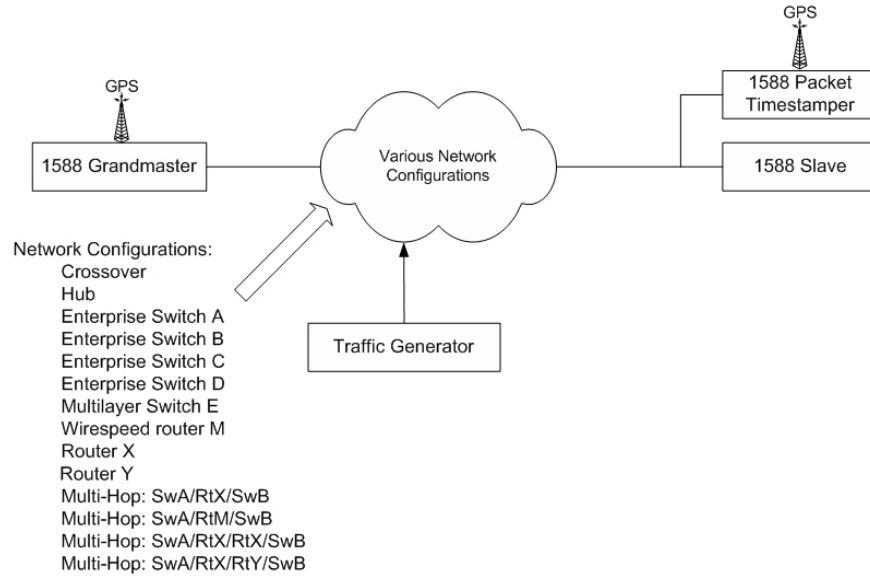 GPS
1588 Packet
Timestamper
GPS
1588 Grandmaster
Various Network
Configurations
1588 Slave
Network Configurations:
Crossover
Hub
Enterprise Switch A
Enterprise Switch B
Enterprise Switch C
Enterprise Switch D
Multilayer Switch E
Wirespeed router M
Router X
Router Y
Multi-Hop: SwA/RtX/SwB
Multi-Hop: SwA/RtM/SwB
Multi-Hop: SwA/RtX/RtX/SwB
Multi-Hop: SwA/RtX/RtY/SwB
Traffic Generator